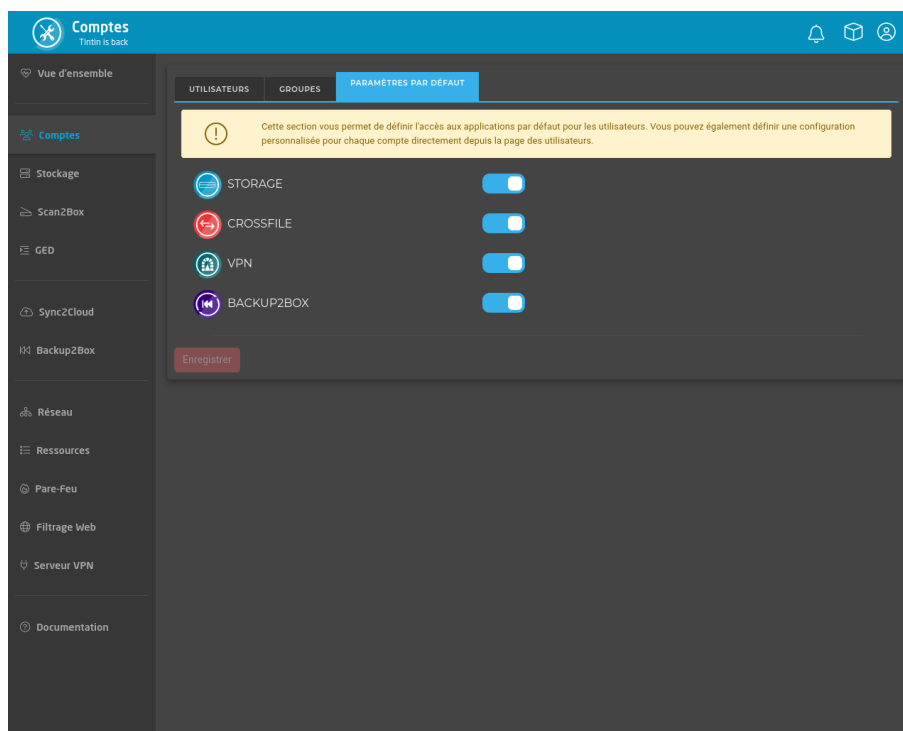 Comptes
Tintin is back
Vue d'ensemble
Comptes
Stockage
Scan2Box
GED
Sync2Cloud
Backup2Box
Réseau
Ressources
Pare-Feu
Filtrage Web
Serveur VPN
Documentation
UTILISATEURS
GROUPES
PARAMÈTRES PAR DÉFAUT
Cette section vous permet de définir l'accès aux applications par défaut pour les utilisateurs. Vous pouvez également définir une configuration
personnalisée pour chaque compte directement depuis la page des utilisateurs.
STORAGE
CROSSFILE
VPN
BACKUP2BOX
Enregistrer